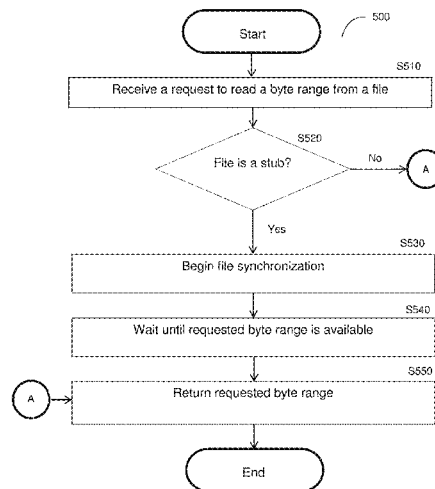 Start
500
S510
Receive a request to read a byte range from a file
S520
File is a stub?
No
A
Yes
S530
Begin file synchronization
S540
Wait until requested byte range is available
S550
A
Return requested byte range
End